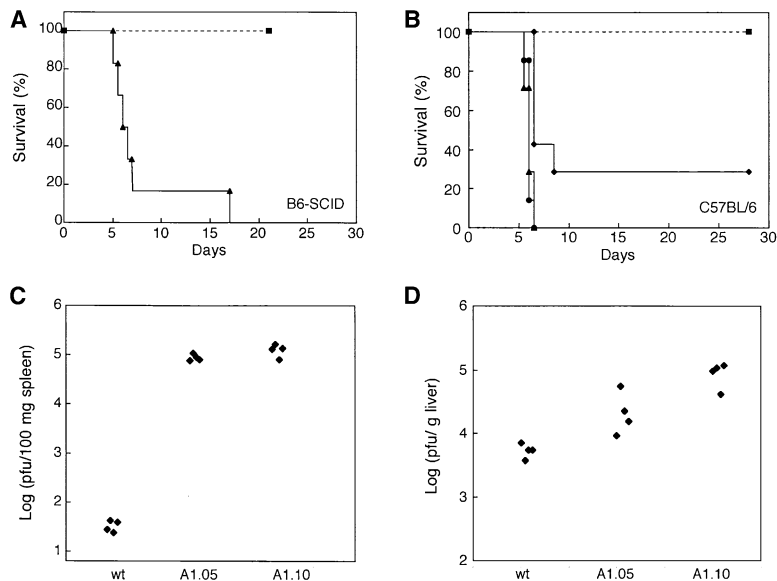 A
Survival (%)
100
80
60
40
20
0
0 5 10 15 20 25 30
Days
B6-SCID
B
Survival (%)
100
80
60
40
20
0
0 5 10 15 20 25 30
Days
C57BL/6
C
Log (pfu/100 mg spleen)
6
5
4
3
2
1
wt A1.05 A1.10
D
Log (pfu/ g liver)
6
5
4
3
2
wt A1.05 A1.10